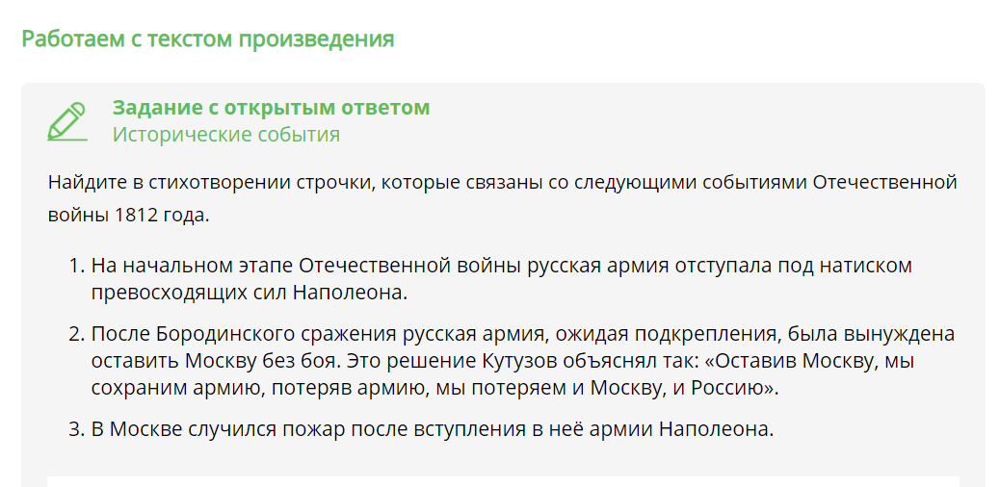 Работаем с текстом произведения
Задание с открытым ответом
Исторические события
Найдите в стихотворении строчки, которые связаны со следующими событиями Отечественной
войны 1812 года.
1. На начальном этапе Отечественной войны русская армия отступала под натиском
превосходящих сил Наполеона.
2. После Бородинского сражения русская армия, ожидая подкрепления, была вынуждена
оставить Москву без боя. Это решение Кутузов объяснял так: «Оставив Москву, мы
сохраним армию, потеряв армию, мы потеряем и Москву, и Россию».
3. В Москве случился пожар после вступления в неё армии Наполеона.